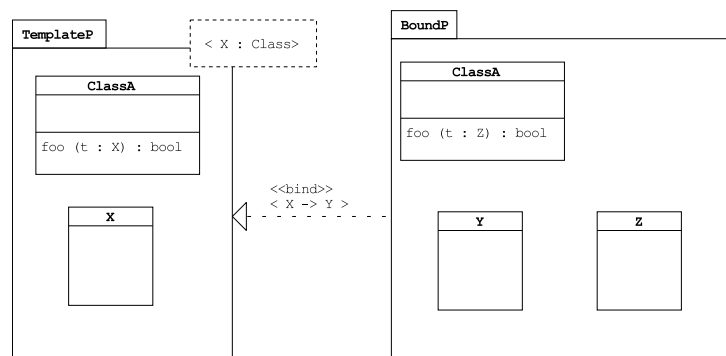 TemplateP
< X : Class>
ClassA
foo (t : X) : bool
X
<<bind>>
< X -> Y >
BoundP
ClassA
foo (t : Z) : bool
Y
Z